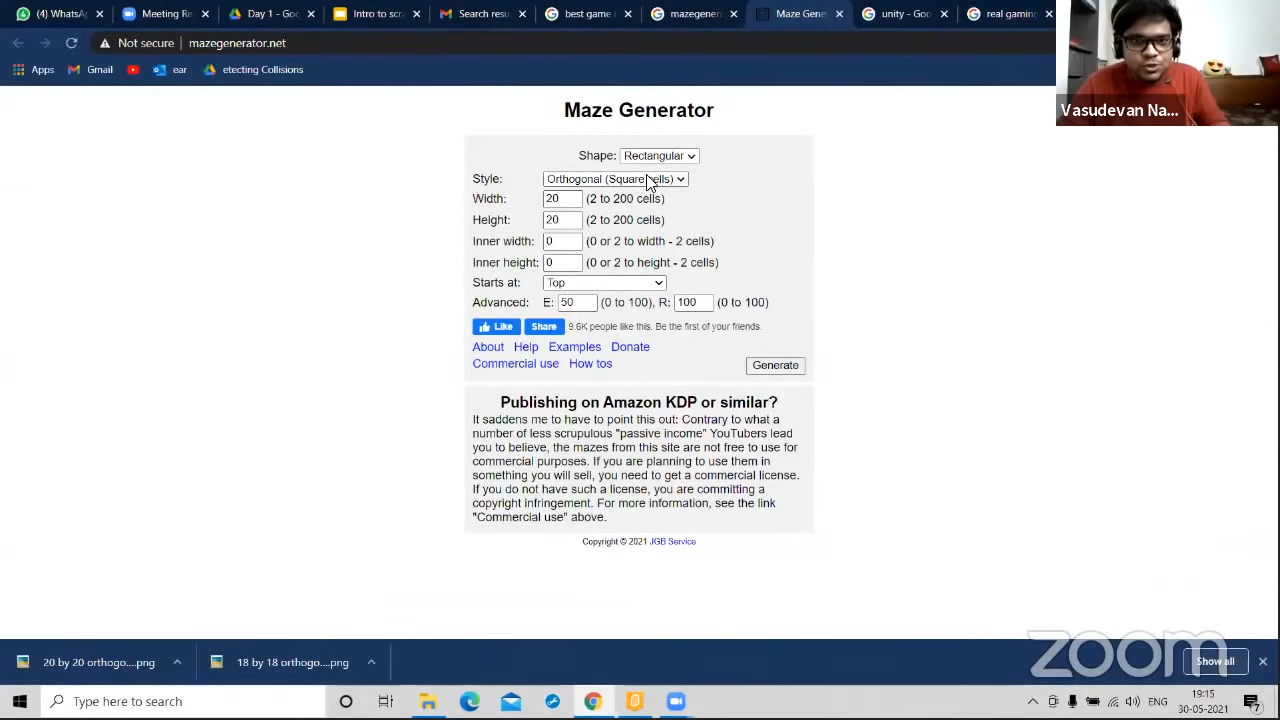 (4) WhatsA
Meeting Re
Day 1 - Goo
Intro to scr
Search resu
best game
mazegener
Maze Gene
unity - Goo
real gamin
Not secure
mazegenerator.net
Apps
Gmail
ear
etecting Collisions
Vasudevan Na...
Maze Generator
Shape: Rectangular
Style: Orthogonal (Square cells)
Width: 20 (2 to 200 cells)
Height: 20 (2 to 200 cells)
Inner width: 0 (0 or 2 to width - 2 cells)
Inner height: 0 (0 or 2 to height - 2 cells)
Starts at: Top
Advanced: E: 50 (0 to 100), R: 100 (0 to 100)
Like Share 9.6K people like this. Be the first of your friends.
About Help Examples Donate
Commercial use How tos
Generate
Publishing on Amazon KDP or similar?
It saddens me to have to point this out: Contrary to what a
number of less scrupulous "passive income" YouTubers lead
you to believe, the mazes from this site are not free to use for
commercial purposes. If you are planning to use them in
something you will sell, you need to get a commercial license.
If you do not have such a license, you are committing a
copyright infringement. For more information, see the link
"Commercial use" above.
Copyright © 2021 JGB Service
20 by 20 orthogo....png
18 by 18 orthogo....png
zoom
Show all
Type here to search
ENG
19:15
30-05-2021
7